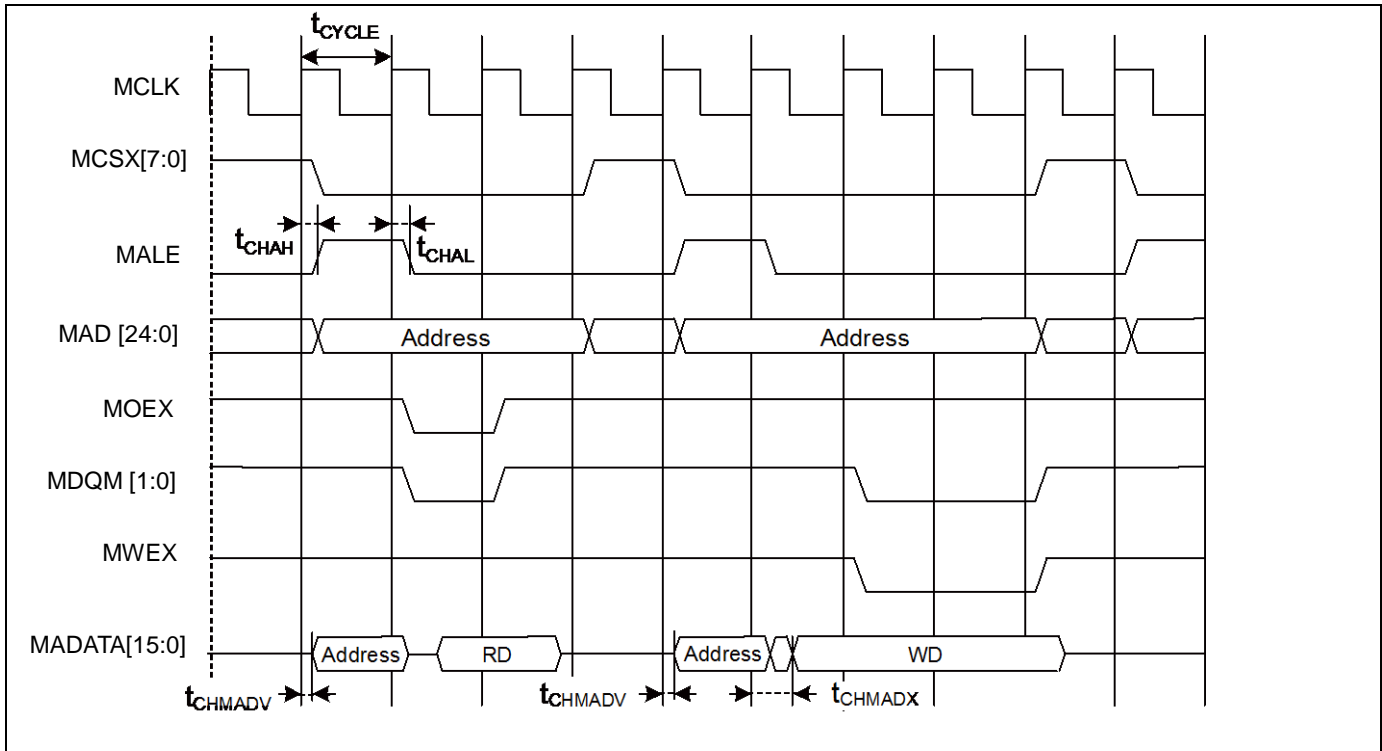 tCYCLE
MCLK
MCSX[7:0]
tCHAH
tCHAL
MALE
MAD [24:0]
Address
Address
MOEX
MDQM [1:0]
MWEX
MADATA[15:0]
Address
RD
Address
WD
tCHMADV
tCHMADV
tCHMADX